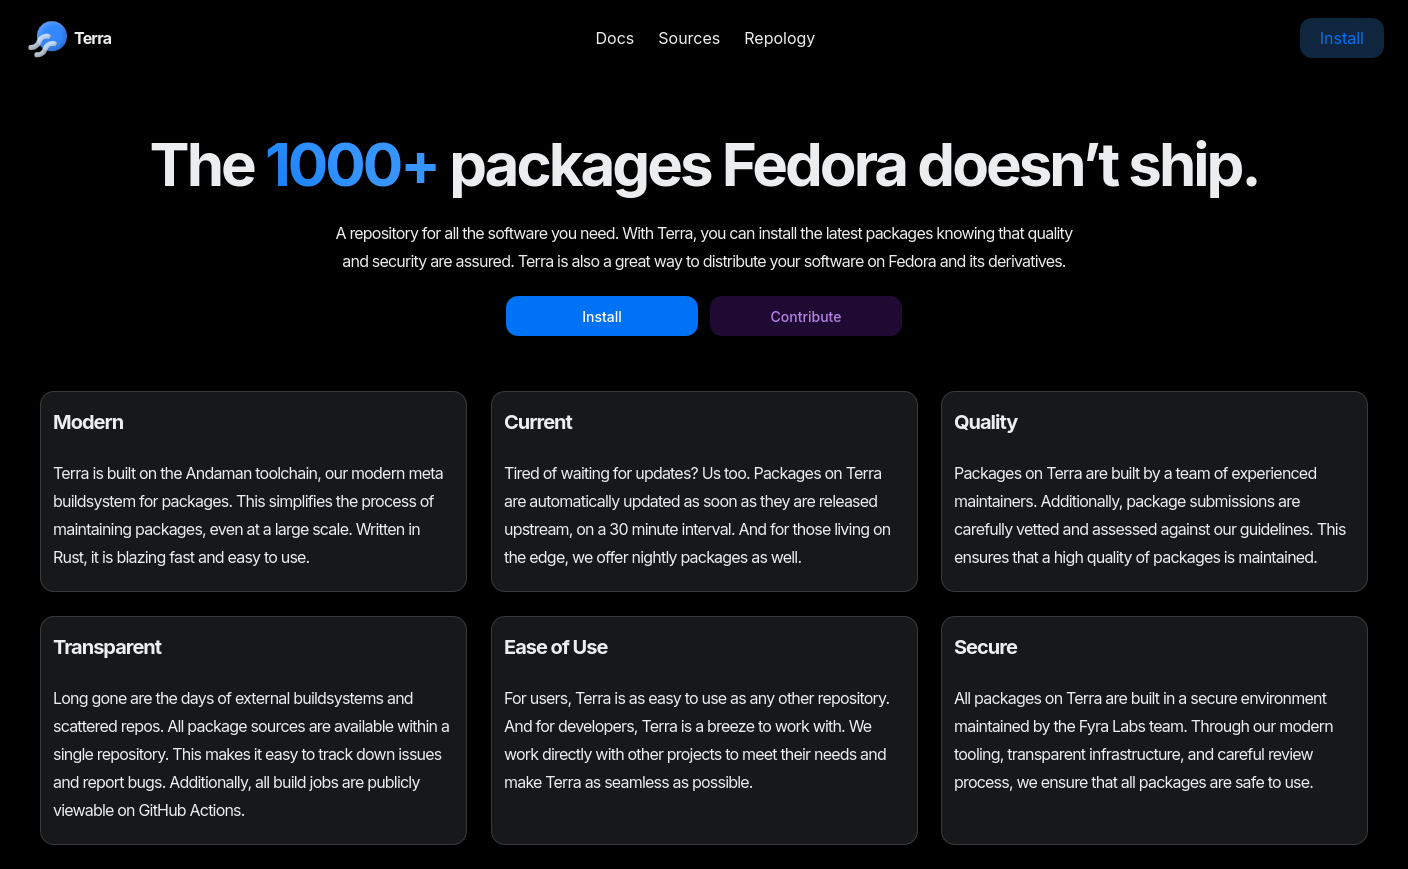 Terra
Docs
Sources
Repology
Install
The 1000+ packages Fedora doesn’t ship.
A repository for all the software you need. With Terra, you can install the latest packages knowing that quality
and security are assured. Terra is also a great way to distribute your software on Fedora and its derivatives.
Install
Contribute
Modern
Terra is built on the Andaman toolchain, our modern meta
buildsystem for packages. This simplifies the process of
maintaining packages, even at a large scale. Written in
Rust, it is blazing fast and easy to use.
Current
Tired of waiting for updates? Us too. Packages on Terra
are automatically updated as soon as they are released
upstream, on a 30 minute interval. And for those living on
the edge, we offer nightly packages as well.
Quality
Packages on Terra are built by a team of experienced
maintainers. Additionally, package submissions are
carefully vetted and assessed against our guidelines. This
ensures that a high quality of packages is maintained.
Transparent
Long gone are the days of external buildsystems and
scattered repos. All package sources are available within a
single repository. This makes it easy to track down issues
and report bugs. Additionally, all build jobs are publicly
viewable on GitHub Actions.
Ease of Use
For users, Terra is as easy to use as any other repository.
And for developers, Terra is a breeze to work with. We
work directly with other projects to meet their needs and
make Terra as seamless as possible.
Secure
All packages on Terra are built in a secure environment
maintained by the Fyra Labs team. Through our modern
tooling, transparent infrastructure, and careful review
process, we ensure that all packages are safe to use.